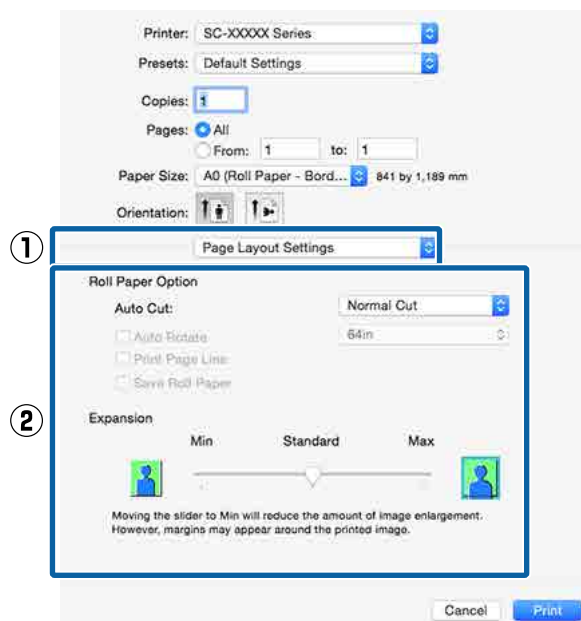 Printer: SC-XXXXX Series
Presets: Default Settings
Copies: 1
Pages: All
From: 1 to: 1
Paper Size: A0 (Roll Paper - Bord... 841 by 1,189 mm
Orientation:
① Page Layout Settings
Roll Paper Option
Auto Cut: Normal Cut
Auto Rotate 64in
Print Page Line
Save Roll Paper
②
Expansion
Min Standard Max
Moving the slider to Min will reduce the amount of image enlargement.
However, margins may appear around the printed image.
Cancel Print